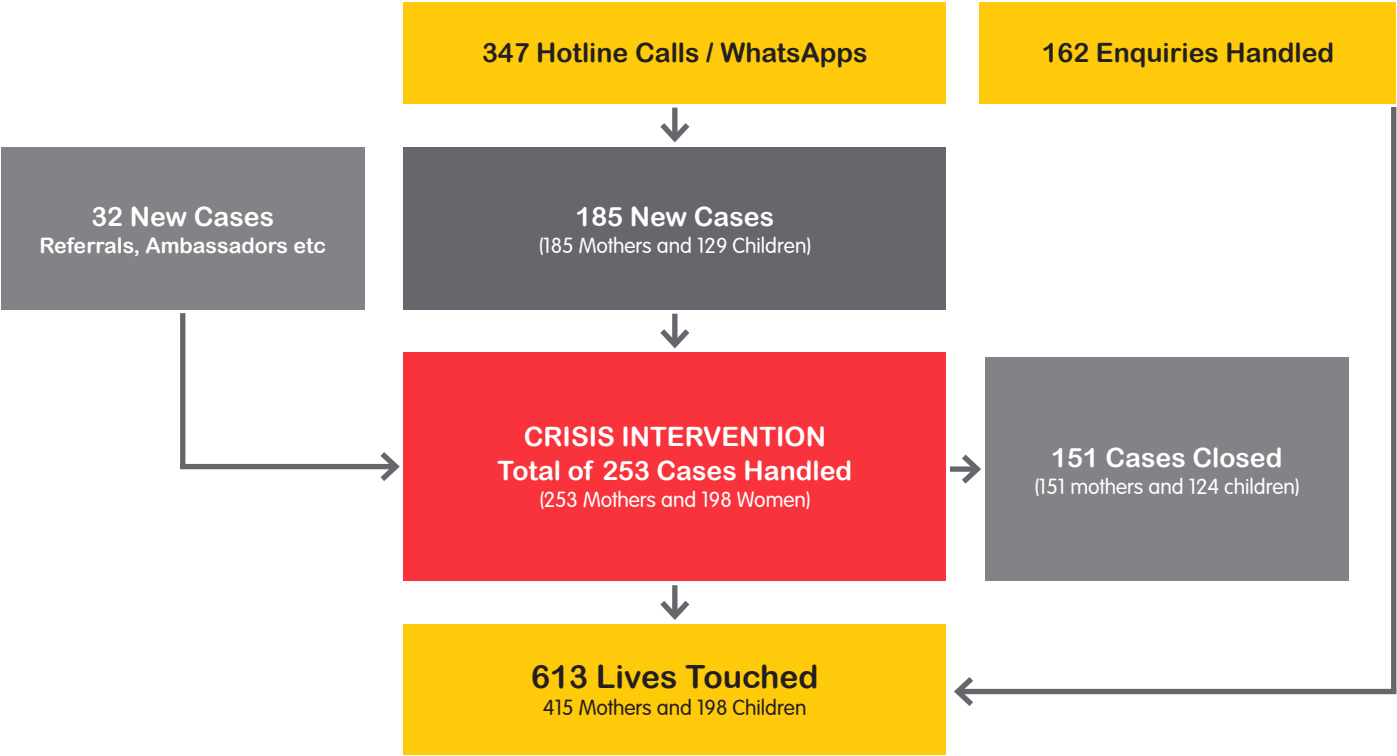 347 Hotline Calls / WhatsApps
162 Enquiries Handled
32 New Cases
Referrals, Ambassadors etc
185 New Cases
(185 Mothers and 129 Children)
CRISIS INTERVENTION
Total of 253 Cases Handled
(253 Mothers and 198 Women)
151 Cases Closed
(151 mothers and 124 children)
613 Lives Touched
415 Mothers and 198 Children